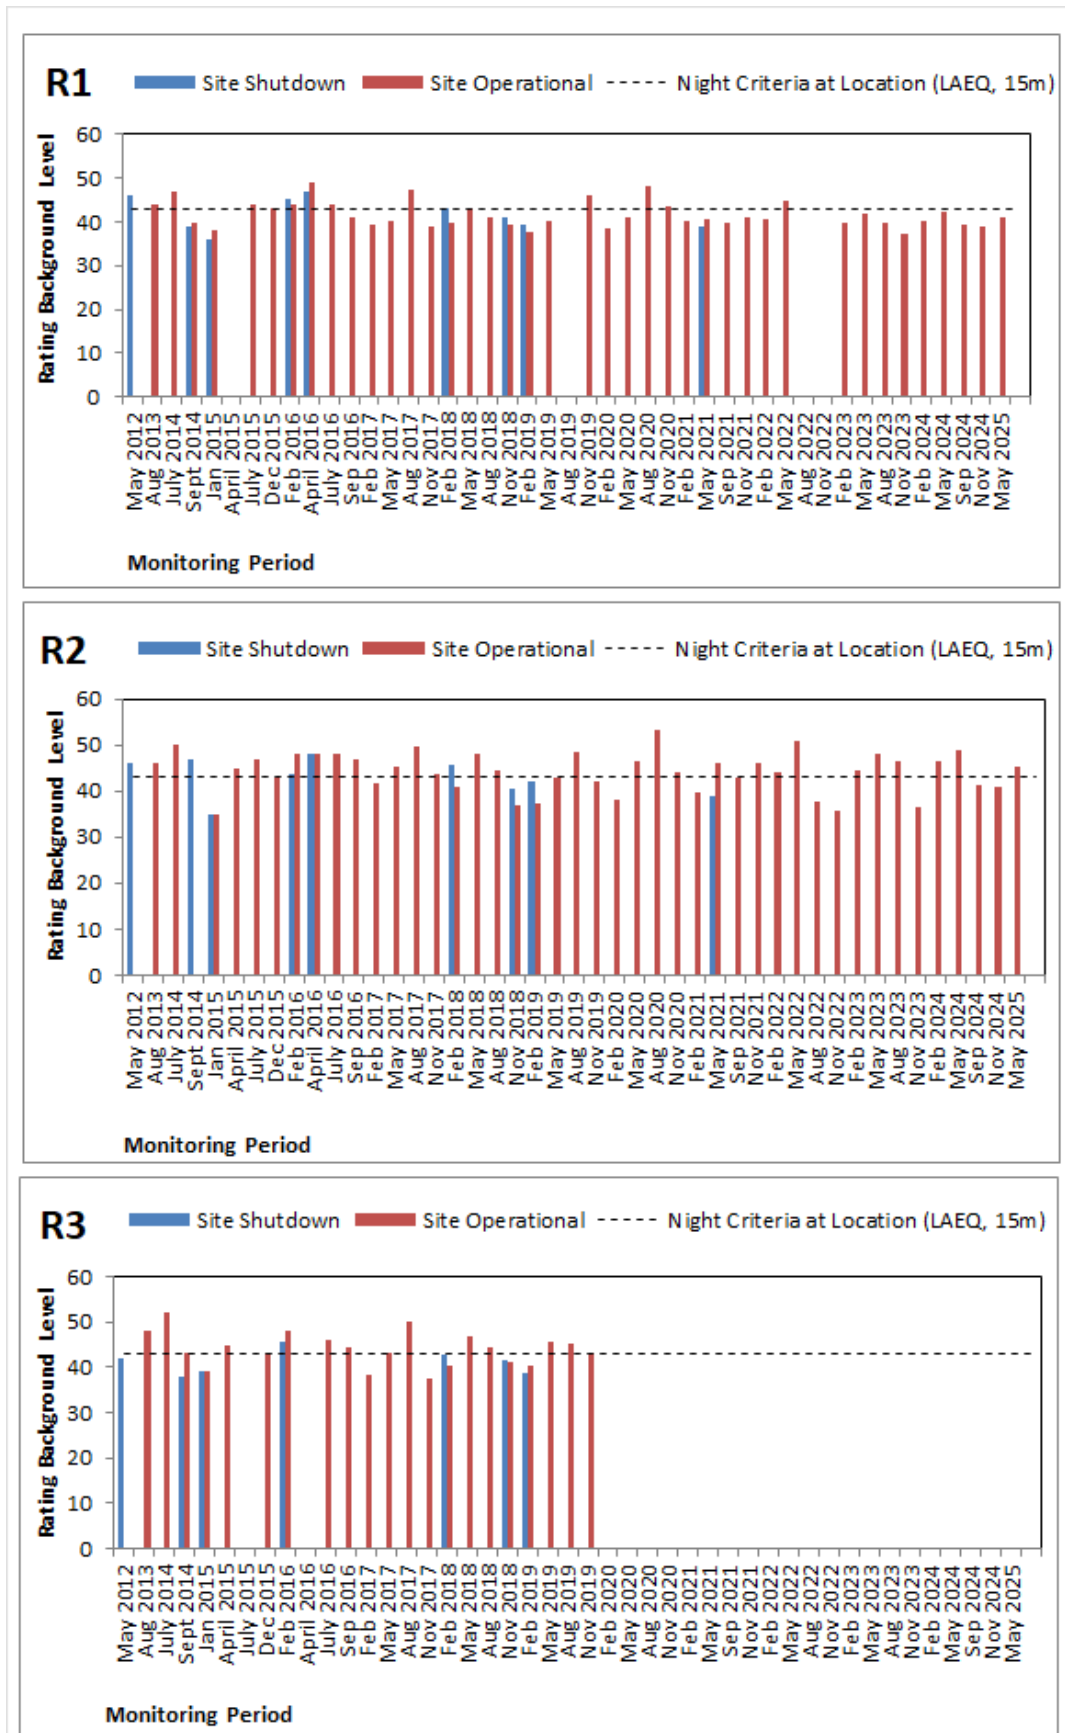 R1
Site Shutdown Site Operational Night Criteria at Location (LAEQ, 15m)
60
50
40
30
20
10
0
Rating Background Level
May 2012
Aug 2013
July 2014
Sept 2014
Jan 2015
April 2015
July 2015
Dec 2015
Feb 2016
April 2016
July 2016
Sep 2016
Feb 2017
May 2017
Aug 2017
Nov 2017
Feb 2018
May 2018
Aug 2018
Nov 2018
Feb 2019
May 2019
Aug 2019
Nov 2019
Feb 2020
May 2020
Aug 2020
Nov 2020
Feb 2021
May 2021
Sep 2021
Nov 2021
Feb 2022
May 2022
Aug 2022
Nov 2022
Feb 2023
May 2023
Aug 2023
Nov 2023
Feb 2024
May 2024
Sep 2024
Nov 2024
May 2025
Monitoring Period
R2
Site Shutdown Site Operational Night Criteria at Location (LAEQ, 15m)
60
50
40
30
20
10
0
Rating Background Level
May 2012
Aug 2013
July 2014
Sept 2014
Jan 2015
April 2015
July 2015
Dec 2015
Feb 2016
April 2016
July 2016
Sep 2016
Feb 2017
May 2017
Aug 2017
Nov 2017
Feb 2018
May 2018
Aug 2018
Nov 2018
Feb 2019
May 2019
Aug 2019
Nov 2019
Feb 2020
May 2020
Aug 2020
Nov 2020
Feb 2021
May 2021
Sep 2021
Nov 2021
Feb 2022
May 2022
Aug 2022
Nov 2022
Feb 2023
May 2023
Aug 2023
Nov 2023
Feb 2024
May 2024
Sep 2024
Nov 2024
May 2025
Monitoring Period
R3
Site Shutdown Site Operational Night Criteria at Location (LAEQ, 15m)
60
50
40
30
20
10
0
Rating Background Level
May 2012
Aug 2013
July 2014
Sept 2014
Jan 2015
April 2015
July 2015
Dec 2015
Feb 2016
April 2016
July 2016
Sep 2016
Feb 2017
May 2017
Aug 2017
Nov 2017
Feb 2018
May 2018
Aug 2018
Nov 2018
Feb 2019
May 2019
Aug 2019
Nov 2019
Feb 2020
May 2020
Aug 2020
Nov 2020
Feb 2021
May 2021
Sep 2021
Nov 2021
Feb 2022
May 2022
Aug 2022
Nov 2022
Feb 2023
May 2023
Aug 2023
Nov 2023
Feb 2024
May 2024
Sep 2024
Nov 2024
May 2025
Monitoring Period